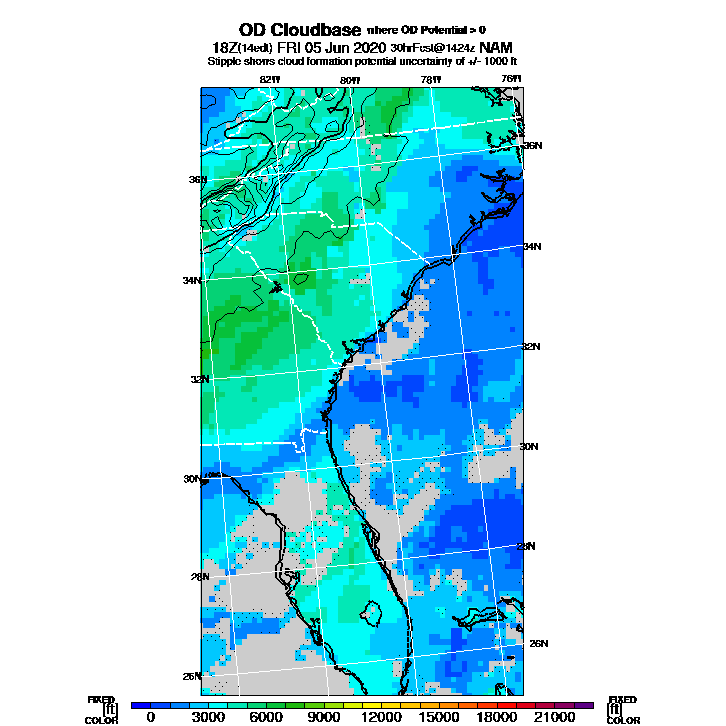 OD Cloudbase where OD Potential > 0
18Z(14edt) FRI 05 Jun 2020 30hrFcst@1424z NAM
Stipple shows cloud formation potential uncertainty of +/- 1000 ft
82W 80W 78W 76W
36N
36N
34N
34N
32N
32N
30N
30N
28N
28N
26N
26N
FIXED FIXED
[ft] 0 3000 6000 9000 12000 15000 18000 21000 [ft]
COLOR COLOR